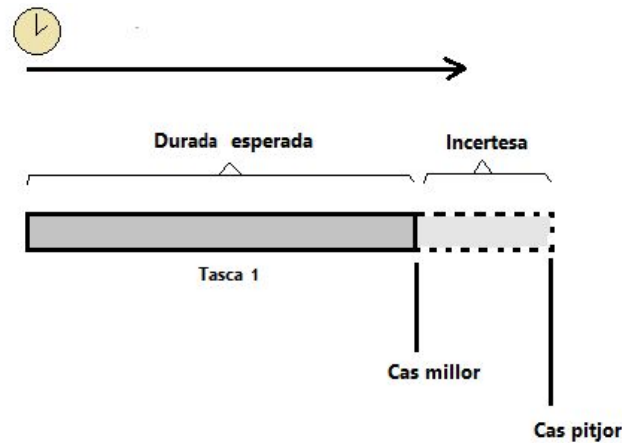 Durada esperada
Incertesa
Tasca 1
Cas millor
Cas pitjor